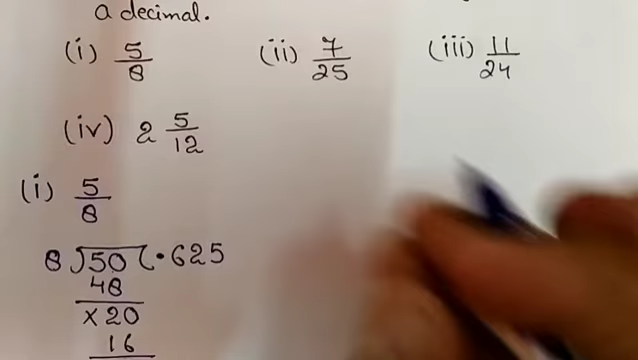 a decimal.
(i) 5/8 (ii) 7/25 (iii) 11/24
(iv) 2 5/12
(i) 5/8
8)50(.625
48
×20
16